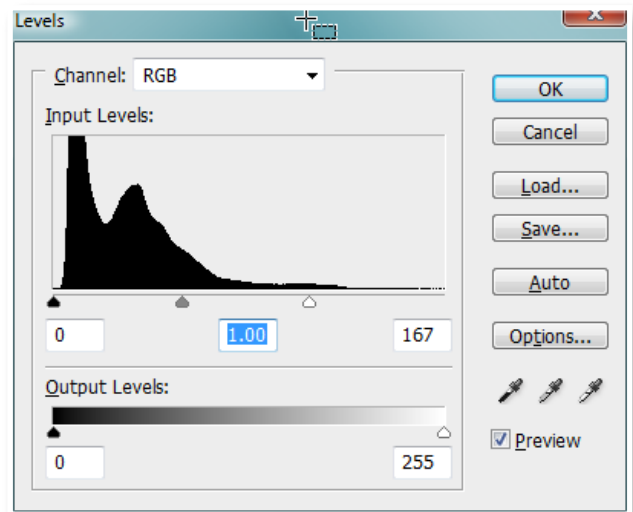 Levels
Channel: RGB
Input Levels:
0 1.00 167
Output Levels:
0 255
OK
Cancel
Load...
Save...
Auto
Options...
Preview